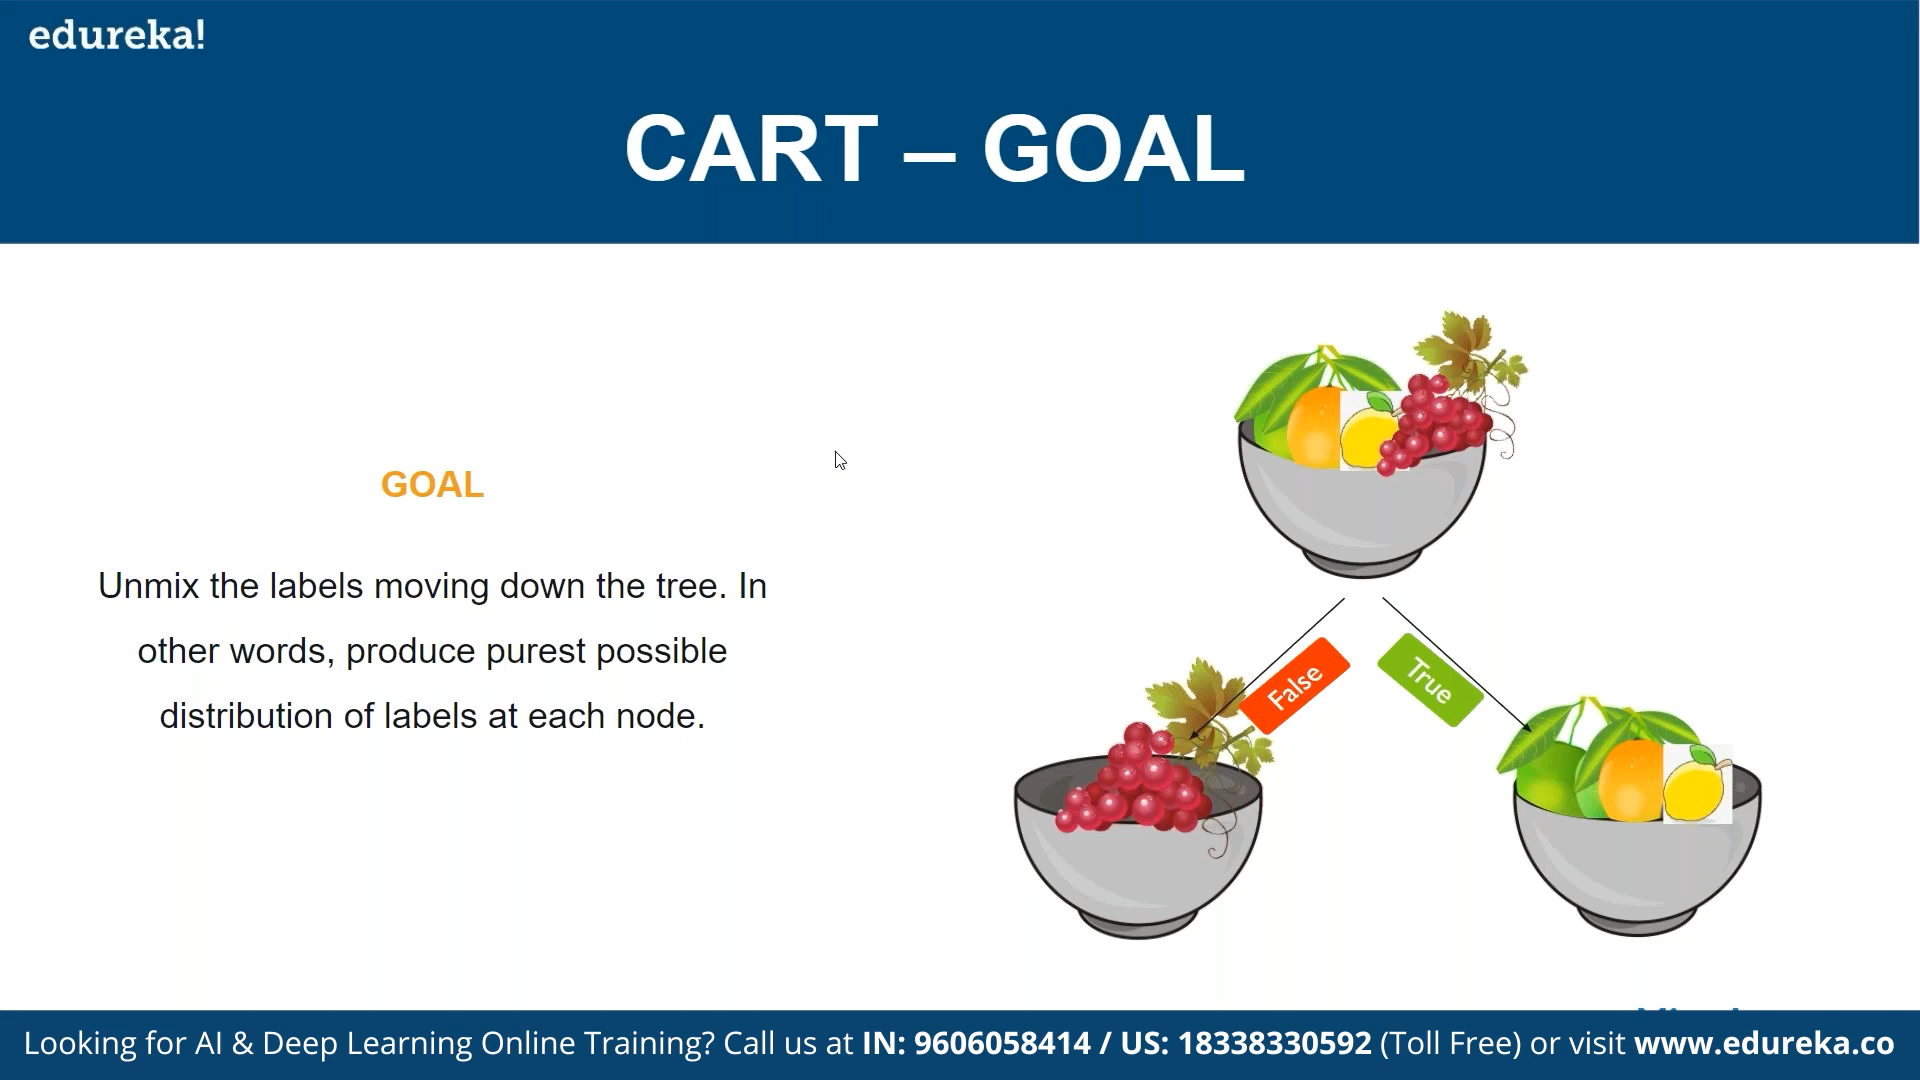 edureka!
CART – GOAL
GOAL
Unmix the labels moving down the tree. In
other words, produce purest possible
distribution of labels at each node.
False
True
Looking for AI & Deep Learning Online Training? Call us at IN: 9606058414 / US: 18338330592 (Toll Free) or visit www.edureka.co